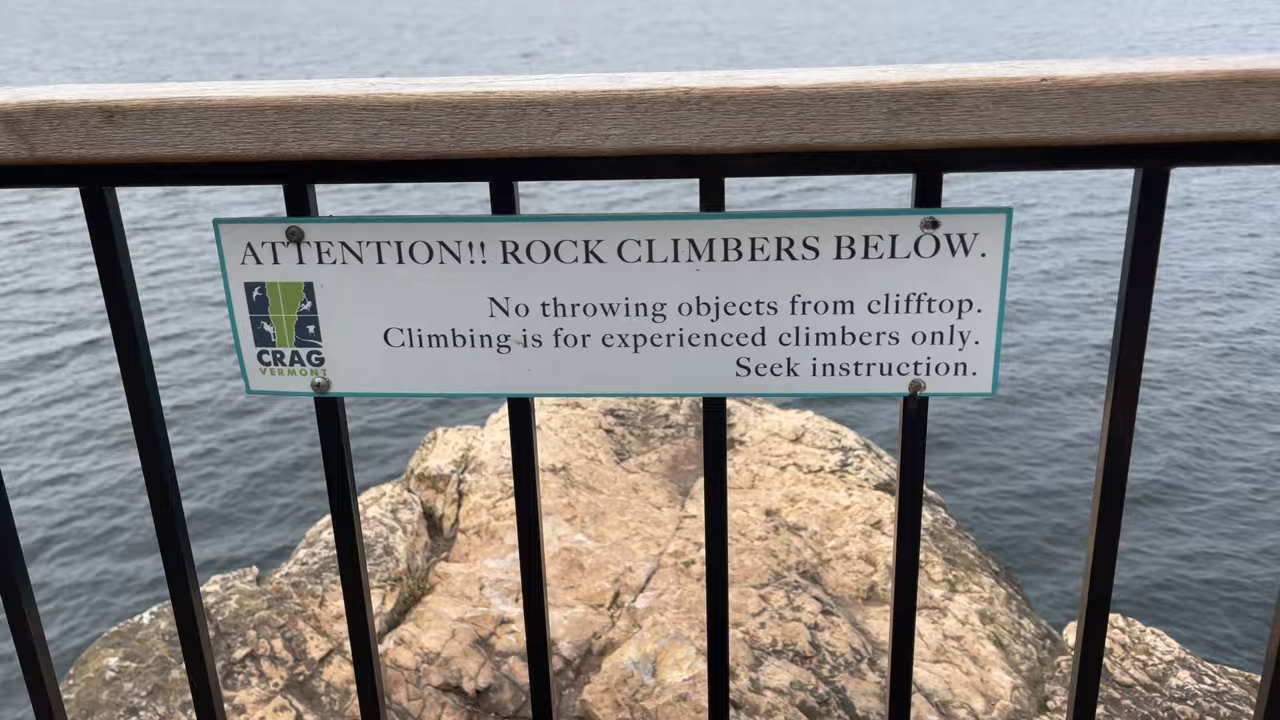 ATTENTION!! ROCK CLIMBERS BELOW.
No throwing objects from clifftop.
Climbing is for experienced climbers only.
Seek instruction.
CRAG
VERMONT